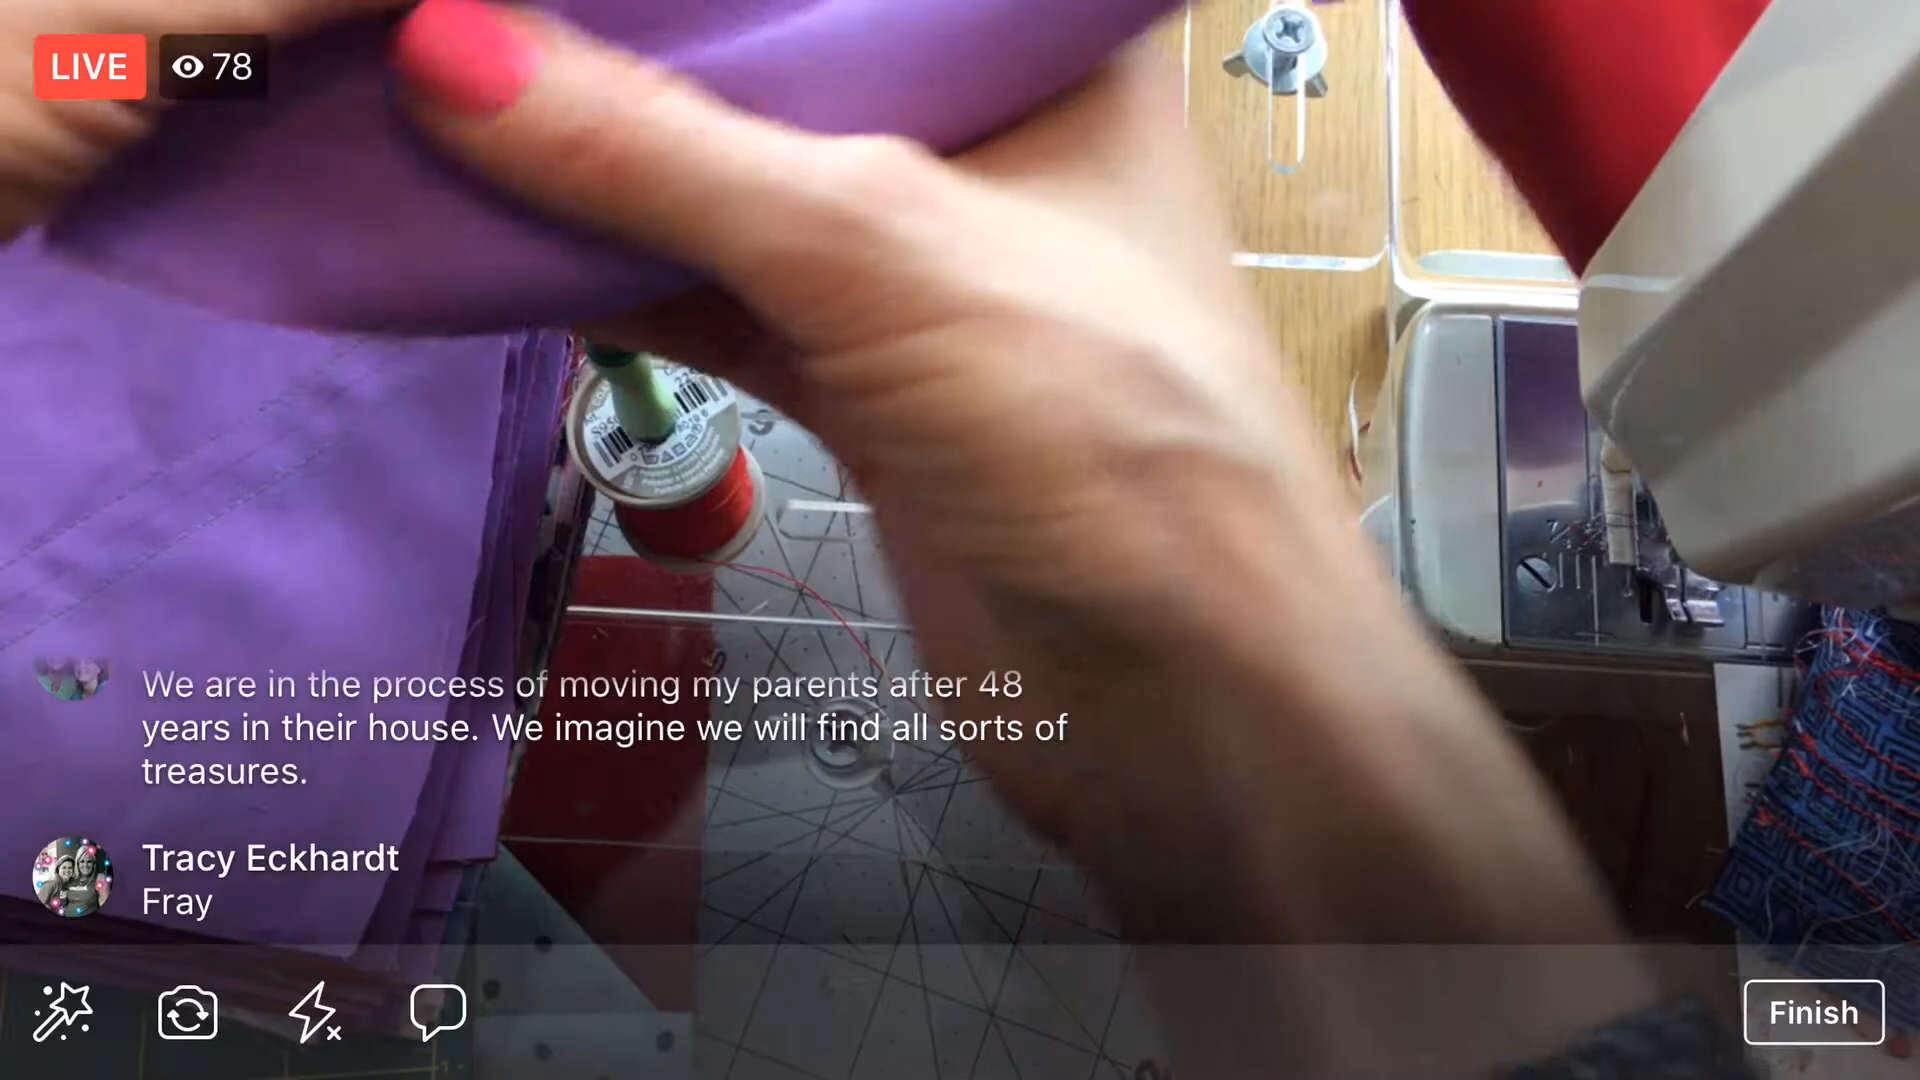 LIVE 78
We are in the process of moving my parents after 48
years in their house. We imagine we will find all sorts of
treasures.
Tracy Eckhardt
Fray
Finish